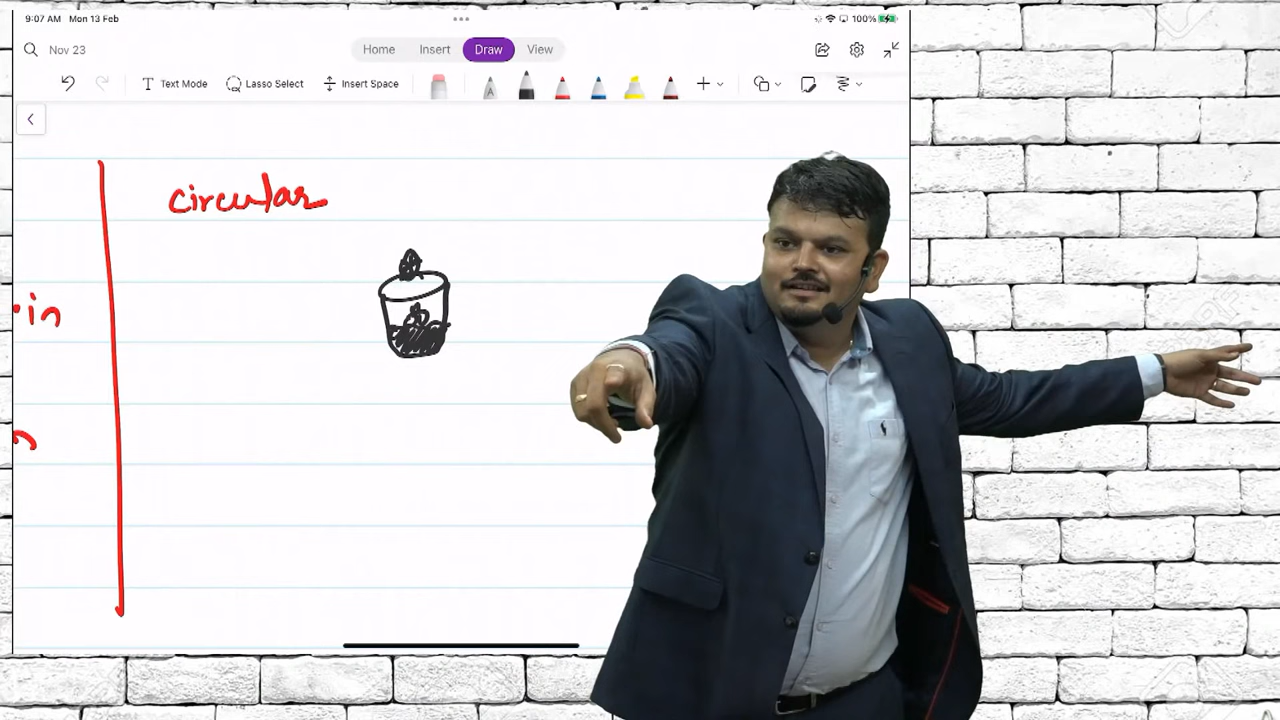 9:07 AM Mon 13 Feb
100%
Nov 23
Home Insert Draw View
Text Mode Lasso Select Insert Space
circular
in